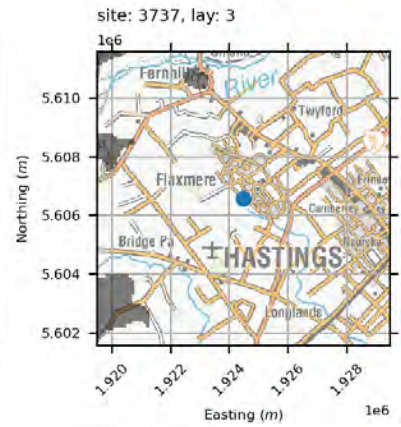 site: 3737, lay: 3
1e6
Fernhill
River
5.610
Twyford
5.608
Flaxmere
5.606
Camberley
Bridge Pa
HASTINGS
5.604
Longlands
5.602
Northing (m)
1.920
1.922
1.924
1.926
1.928
Easting (m)
1e6